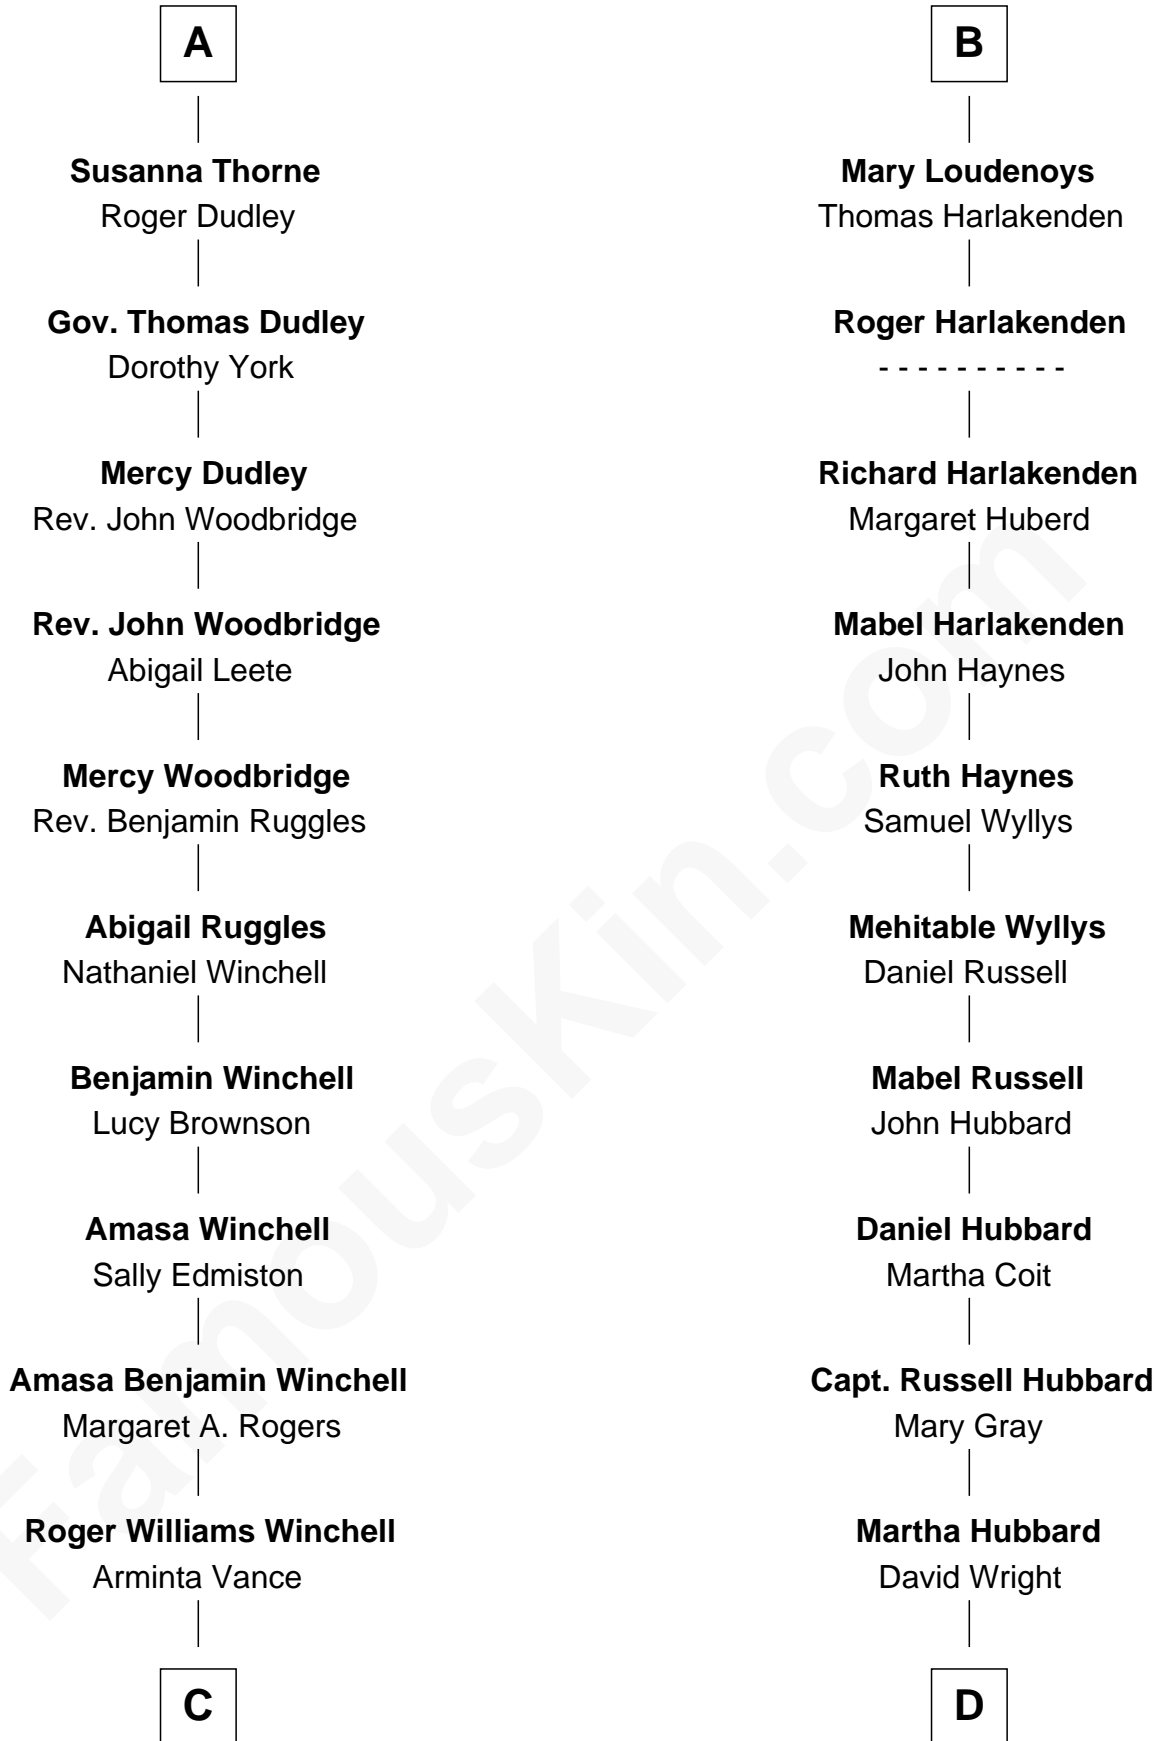 A
Susanna Thorne
Roger Dudley
Gov. Thomas Dudley
Dorothy York
Mercy Dudley
Rev. John Woodbridge
Rev. John Woodbridge
Abigail Leete
Mercy Woodbridge
Rev. Benjamin Ruggles
Abigail Ruggles
Nathaniel Winchell
Benjamin Winchell
Lucy Brownson
Amasa Winchell
Sally Edmiston
Amasa Benjamin Winchell
Margaret A. Rogers
Roger Williams Winchell
Arminta Vance
C
B
Mary Loudenoys
Thomas Harlakenden
Roger Harlakenden
- - - - - - - - - -
Richard Harlakenden
Margaret Huberd
Mabel Harlakenden
John Haynes
Ruth Haynes
Samuel Wyllys
Mehitable Wyllys
Daniel Russell
Mabel Russell
John Hubbard
Daniel Hubbard
Martha Coit
Capt. Russell Hubbard
Mary Gray
Martha Hubbard
David Wright
D
FamousKin.com